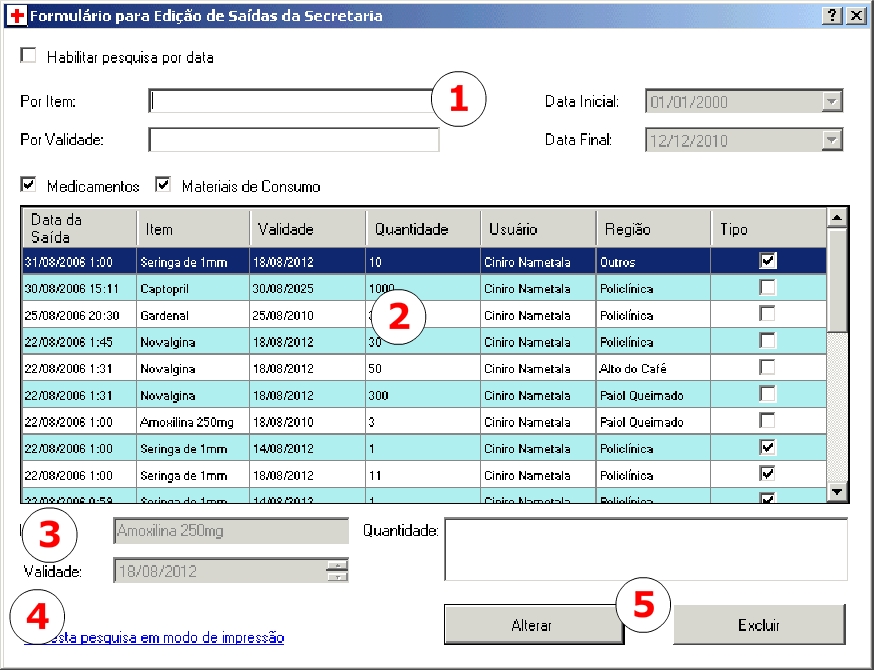 Formulário para Edição de Saídas da Secretaria
Habilitar pesquisa por data
Por Item: 1 Data Inicial: 01/01/2000
Por Validade: Data Final: 12/12/2010
Medicamentos Materiais de Consumo
Data da Saída Item Validade Quantidade Usuário Região Tipo
31/08/2006 1:00 Seringa de 1mm 18/08/2012 10 Ciniro Nametala Outros
30/08/2006 15:11 Captopril 30/08/2025 1000 Ciniro Nametala Policlínica
25/08/2006 20:30 Gardenal 25/08/2010 2 Ciniro Nametala Policlínica
22/08/2006 1:45 Novalgina 18/08/2012 30 Ciniro Nametala Policlínica
22/08/2006 1:31 Novalgina 18/08/2012 50 Ciniro Nametala Alto do Café
22/08/2006 1:31 Novalgina 18/08/2012 300 Ciniro Nametala Paiol Queimado
22/08/2006 1:00 Amoxilina 250mg 18/08/2010 3 Ciniro Nametala Paiol Queimado
22/08/2006 1:00 Seringa de 1mm 14/08/2012 1 Ciniro Nametala Policlínica
22/08/2006 1:00 Seringa de 1mm 18/08/2012 11 Ciniro Nametala Policlínica
22/08/2006 0:59 Seringa de 1mm 14/08/2012 1 Ciniro Nametala Policlínica
3 Amoxilina 250mg Quantidade:
Validade: 18/08/2012
4 esta pesquisa em modo de impressão
Alterar 5 Excluir